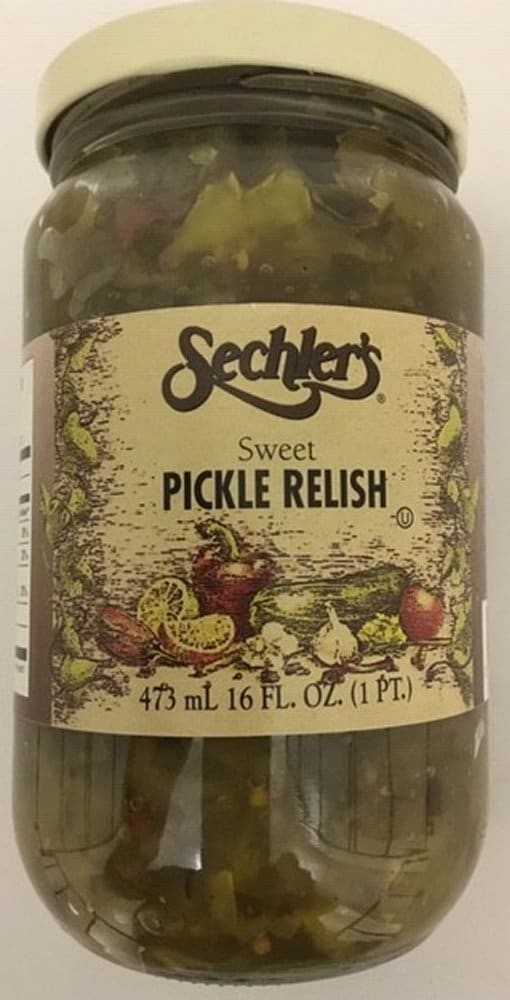 Sechler's®
Sweet
PICKLE RELISH
U
473 mL 16 FL. OZ. (1 PT.)